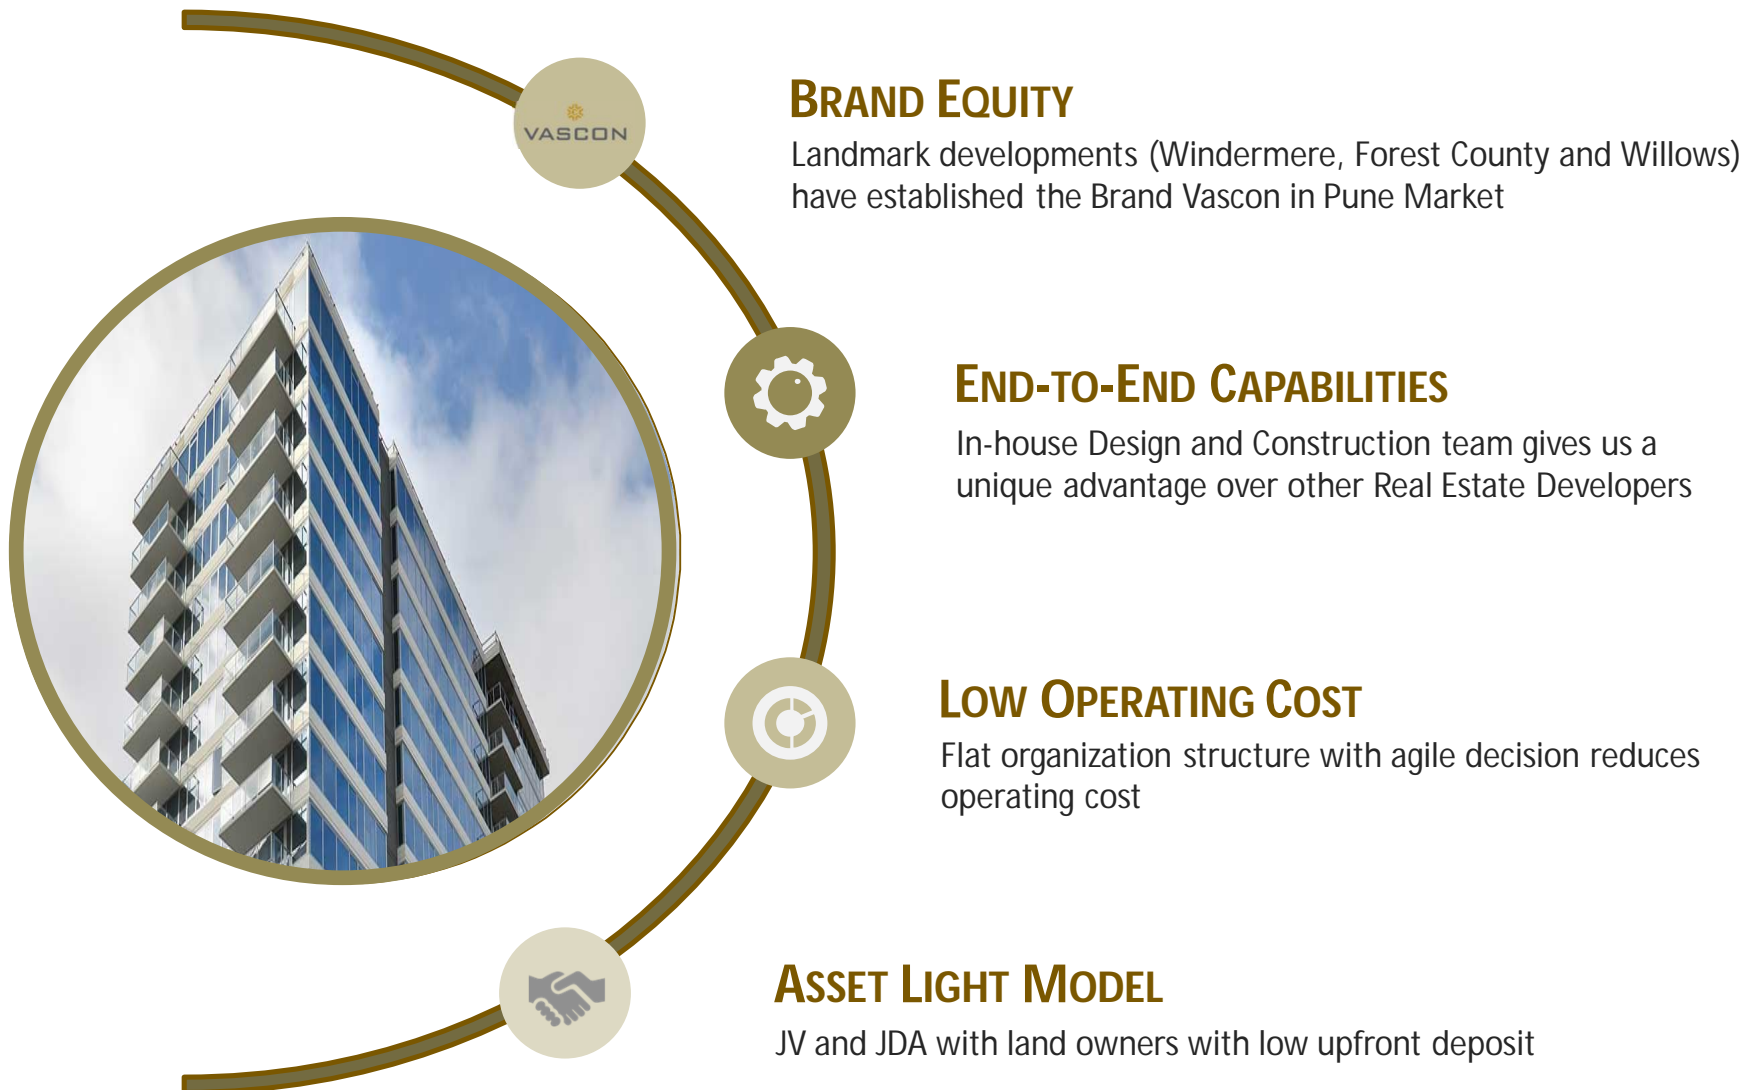 VASCON
BRAND EQUITY
Landmark developments (Windermere, Forest County and Willows)
have established the Brand Vascon in Pune Market
END-TO-END CAPABILITIES
In-house Design and Construction team gives us a
unique advantage over other Real Estate Developers
LOW OPERATING COST
Flat organization structure with agile decision reduces
operating cost
ASSET LIGHT MODEL
JV and JDA with land owners with low upfront deposit